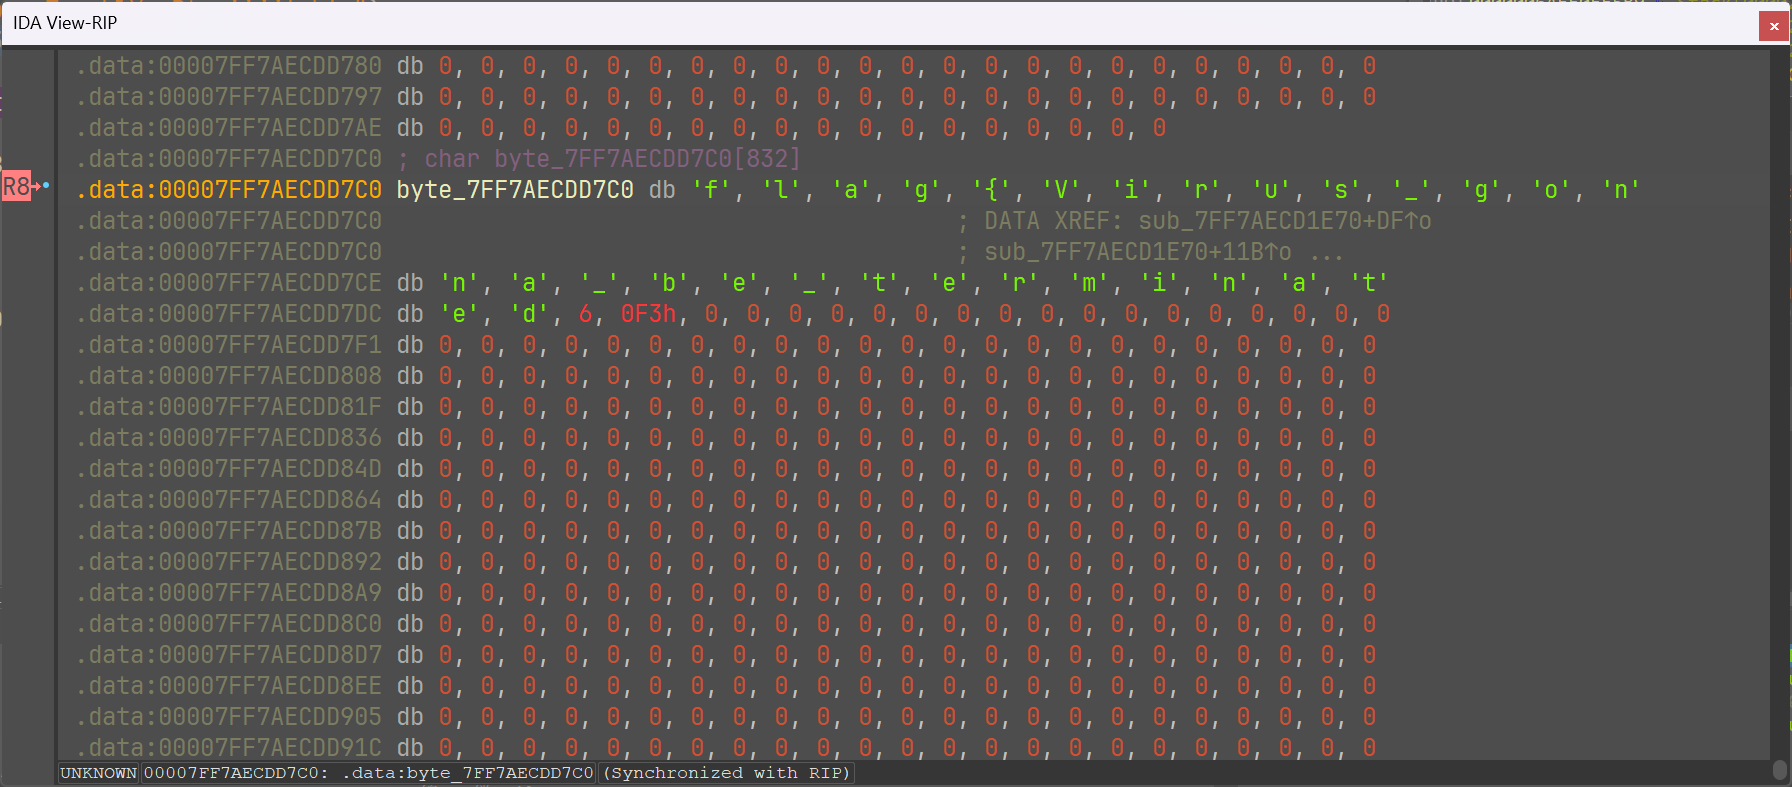 IDA View-RIP
×
.data:00007FF7AECDD780 db 0, 0, 0, 0, 0, 0, 0, 0, 0, 0, 0, 0, 0, 0, 0, 0, 0, 0, 0, 0, 0, 0, 0
.data:00007FF7AECDD797 db 0, 0, 0, 0, 0, 0, 0, 0, 0, 0, 0, 0, 0, 0, 0, 0, 0, 0, 0, 0, 0, 0, 0
.data:00007FF7AECDD7AE db 0, 0, 0, 0, 0, 0, 0, 0, 0, 0, 0, 0, 0, 0, 0, 0, 0, 0
.data:00007FF7AECDD7C0 ; char byte_7FF7AECDD7C0[832]
R8 .data:00007FF7AECDD7C0 byte_7FF7AECDD7C0 db 'f', 'l', 'a', 'g', '{', 'V', 'i', 'r', 'u', 's', '_', 'g', 'o', 'n'
.data:00007FF7AECDD7C0 ; DATA XREF: sub_7FF7AECD1E70+DF↑o
.data:00007FF7AECDD7C0 ; sub_7FF7AECD1E70+11B↑o ...
.data:00007FF7AECDD7CE db 'n', 'a', '_', 'b', 'e', '_', 't', 'e', 'r', 'm', 'i', 'n', 'a', 't'
.data:00007FF7AECDD7DC db 'e', 'd', 6, 0F3h, 0, 0, 0, 0, 0, 0, 0, 0, 0, 0, 0, 0, 0, 0, 0, 0, 0
.data:00007FF7AECDD7F1 db 0, 0, 0, 0, 0, 0, 0, 0, 0, 0, 0, 0, 0, 0, 0, 0, 0, 0, 0, 0, 0, 0, 0
.data:00007FF7AECDD808 db 0, 0, 0, 0, 0, 0, 0, 0, 0, 0, 0, 0, 0, 0, 0, 0, 0, 0, 0, 0, 0, 0, 0
.data:00007FF7AECDD81F db 0, 0, 0, 0, 0, 0, 0, 0, 0, 0, 0, 0, 0, 0, 0, 0, 0, 0, 0, 0, 0, 0, 0
.data:00007FF7AECDD836 db 0, 0, 0, 0, 0, 0, 0, 0, 0, 0, 0, 0, 0, 0, 0, 0, 0, 0, 0, 0, 0, 0, 0
.data:00007FF7AECDD84D db 0, 0, 0, 0, 0, 0, 0, 0, 0, 0, 0, 0, 0, 0, 0, 0, 0, 0, 0, 0, 0, 0, 0
.data:00007FF7AECDD864 db 0, 0, 0, 0, 0, 0, 0, 0, 0, 0, 0, 0, 0, 0, 0, 0, 0, 0, 0, 0, 0, 0, 0
.data:00007FF7AECDD87B db 0, 0, 0, 0, 0, 0, 0, 0, 0, 0, 0, 0, 0, 0, 0, 0, 0, 0, 0, 0, 0, 0, 0
.data:00007FF7AECDD892 db 0, 0, 0, 0, 0, 0, 0, 0, 0, 0, 0, 0, 0, 0, 0, 0, 0, 0, 0, 0, 0, 0, 0
.data:00007FF7AECDD8A9 db 0, 0, 0, 0, 0, 0, 0, 0, 0, 0, 0, 0, 0, 0, 0, 0, 0, 0, 0, 0, 0, 0, 0
.data:00007FF7AECDD8C0 db 0, 0, 0, 0, 0, 0, 0, 0, 0, 0, 0, 0, 0, 0, 0, 0, 0, 0, 0, 0, 0, 0, 0
.data:00007FF7AECDD8D7 db 0, 0, 0, 0, 0, 0, 0, 0, 0, 0, 0, 0, 0, 0, 0, 0, 0, 0, 0, 0, 0, 0, 0
.data:00007FF7AECDD8EE db 0, 0, 0, 0, 0, 0, 0, 0, 0, 0, 0, 0, 0, 0, 0, 0, 0, 0, 0, 0, 0, 0, 0
.data:00007FF7AECDD905 db 0, 0, 0, 0, 0, 0, 0, 0, 0, 0, 0, 0, 0, 0, 0, 0, 0, 0, 0, 0, 0, 0, 0
.data:00007FF7AECDD91C db 0, 0, 0, 0, 0, 0, 0, 0, 0, 0, 0, 0, 0, 0, 0, 0, 0, 0, 0, 0, 0, 0, 0
UNKNOWN 00007FF7AECDD7C0: .data:byte_7FF7AECDD7C0 (Synchronized with RIP)